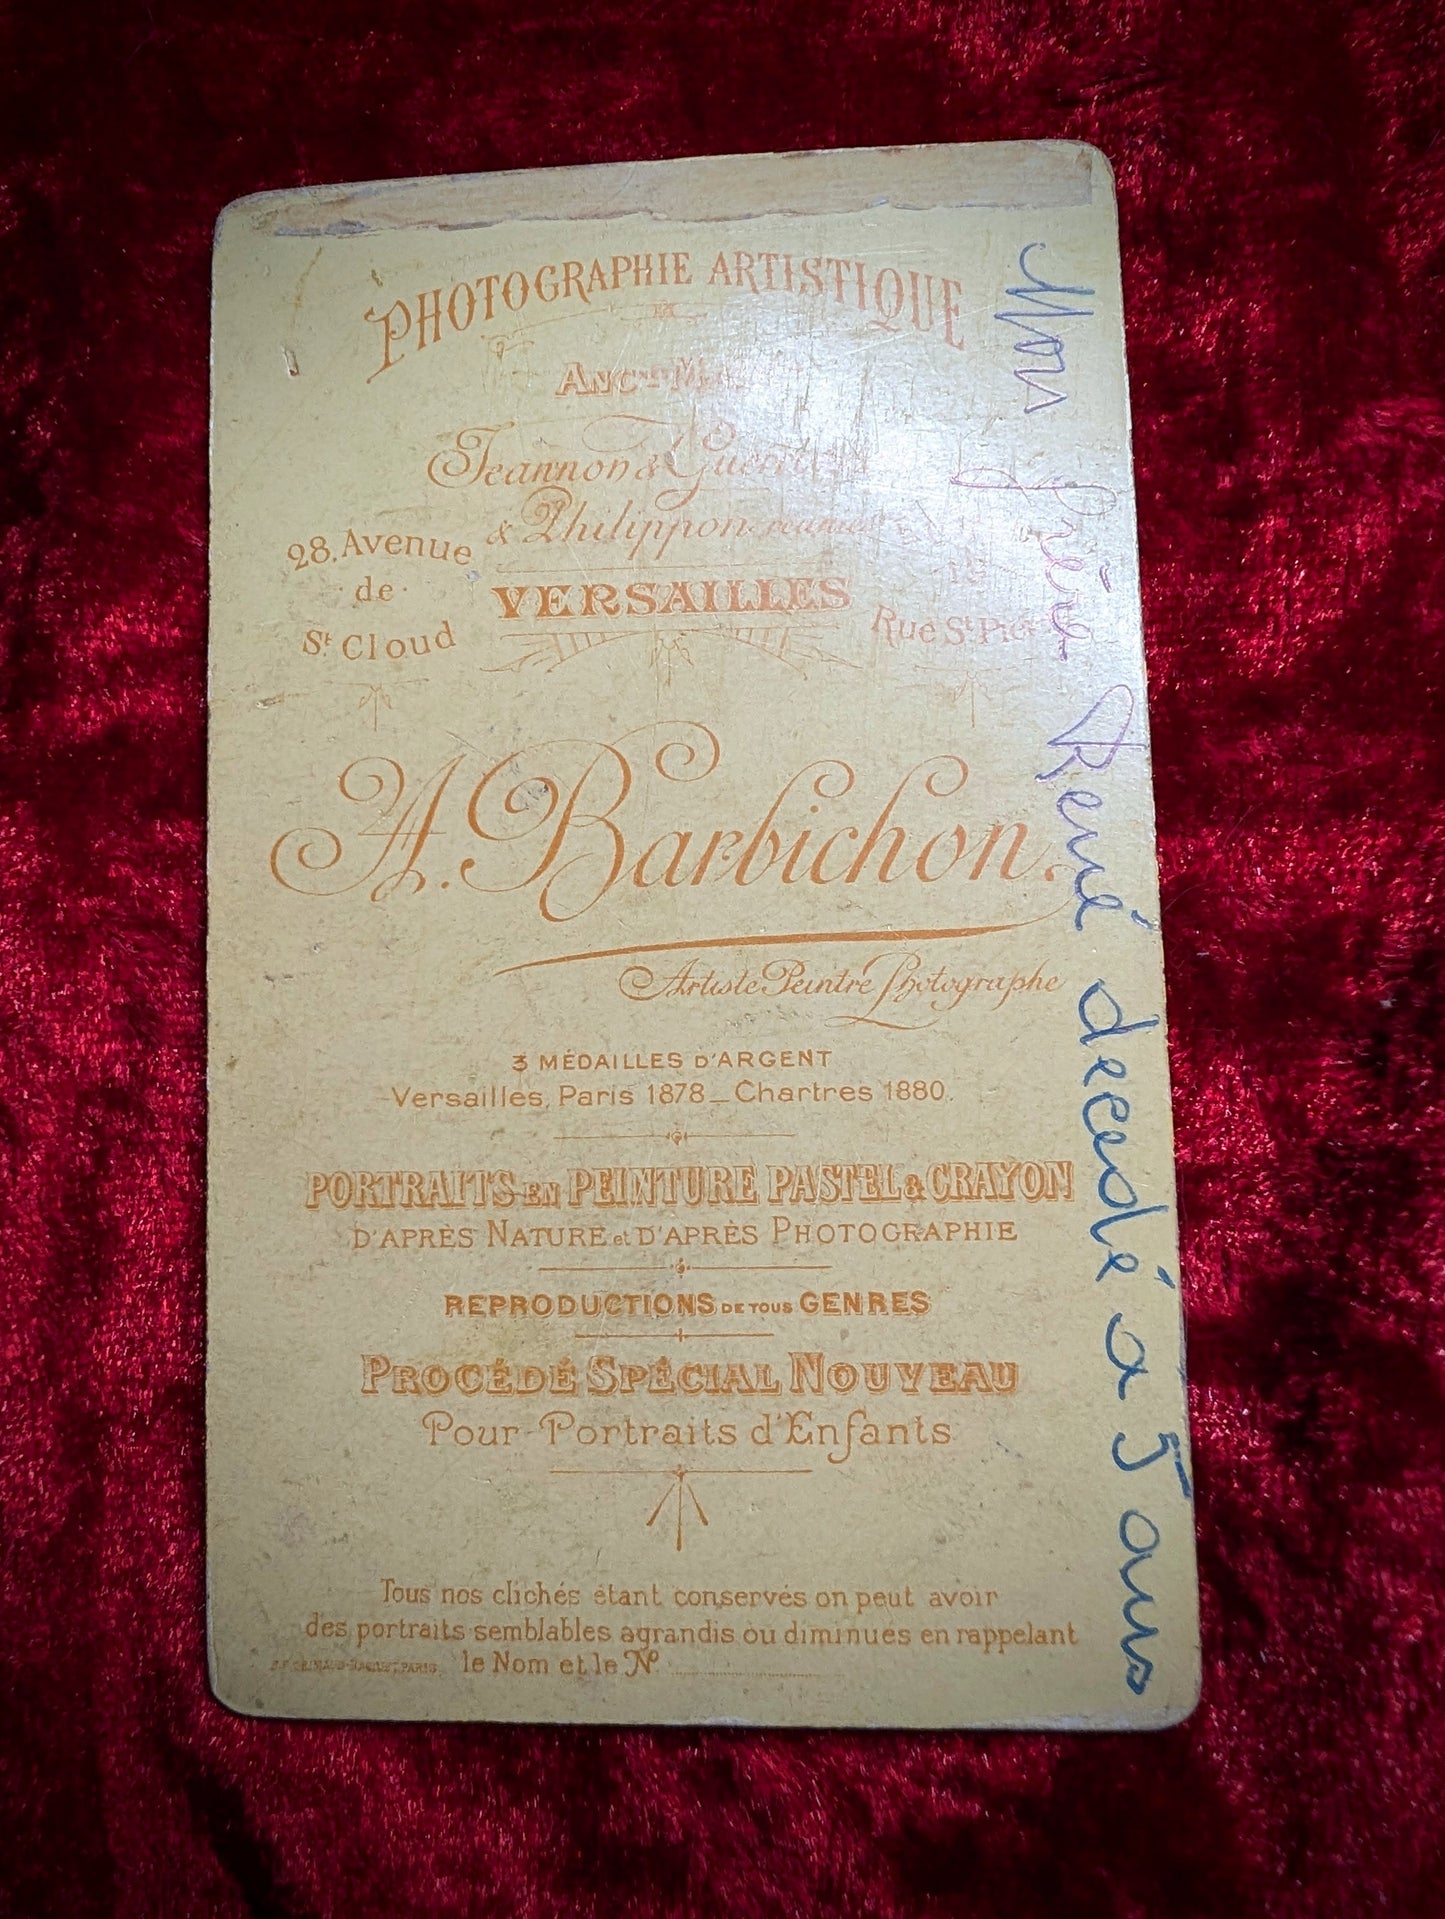 PHOTOGRAPHIE ARTISTIQUE
Jeannon &
& Philippon
28, Avenue
de
St Cloud
VERSAILLES
Rue St
A. Barbichon.
Artiste Peintre Photographe
3 MÉDAILLES D'ARGENT
Versailles, Paris 1878 _ Chartres 1880.
PORTRAITS EN PEINTURE PASTEL & CRAYON
D'APRÈS NATURE et D'APRÈS PHOTOGRAPHIE
REPRODUCTIONS DE TOUS GENRES
PROCÉDÉ SPÉCIAL NOUVEAU
Pour Portraits d'Enfants
Tous nos clichés étant conservés on peut avoir
des portraits semblables agrandis ou diminués en rappelant
le Nom et le No
PARIS
Mon frère René decedé a 5 ans